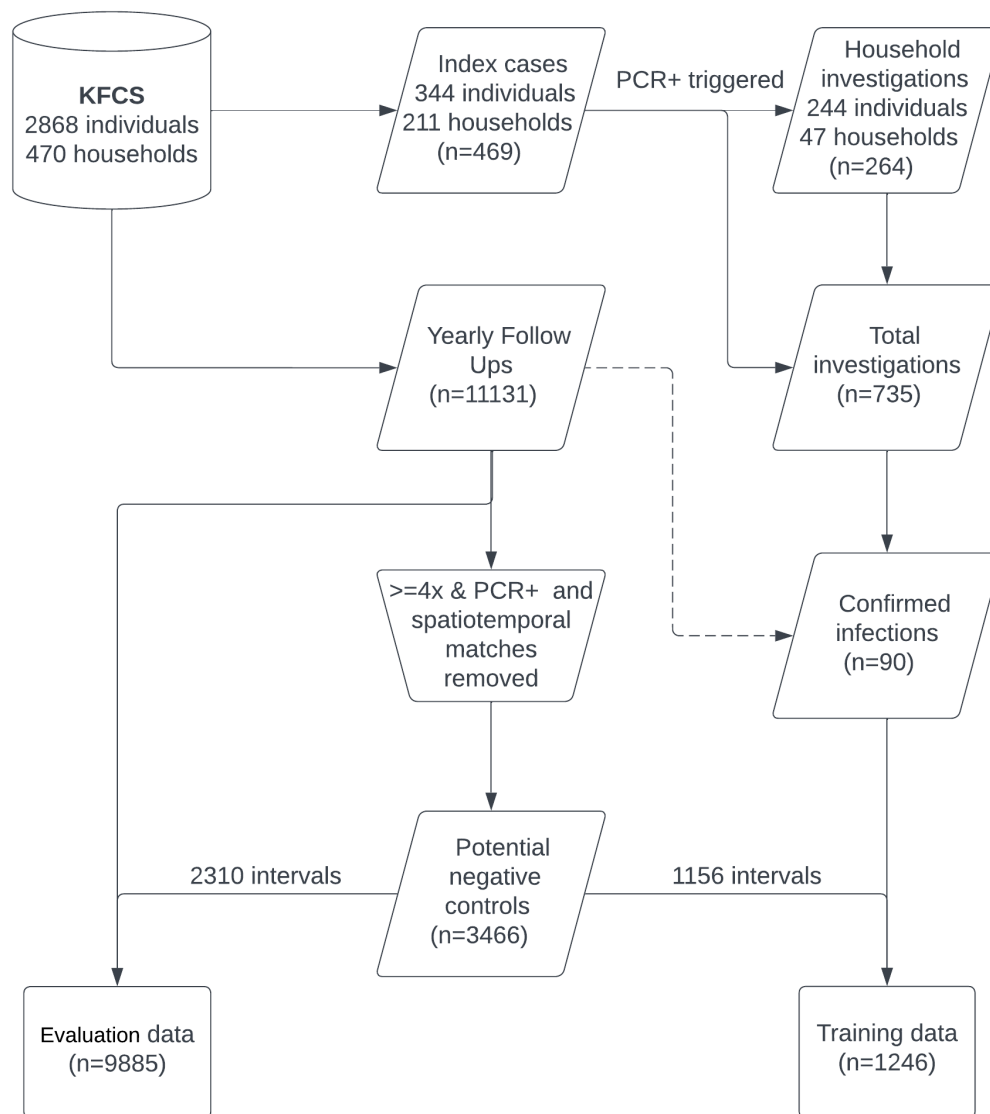 KFCS
2868 individuals
470 households
Index cases
344 individuals
211 households
(n=469)
PCR+ triggered
Household
investigations
244 individuals
47 households
(n=264)
Yearly Follow
Ups
(n=11131)
Total
investigations
(n=735)
>=4x & PCR+ and
spatiotemporal
matches
removed
Confirmed
infections
(n=90)
2310 intervals
Potential
negative
controls
(n=3466)
1156 intervals
Evaluation data
(n=9885)
Training data
(n=1246)